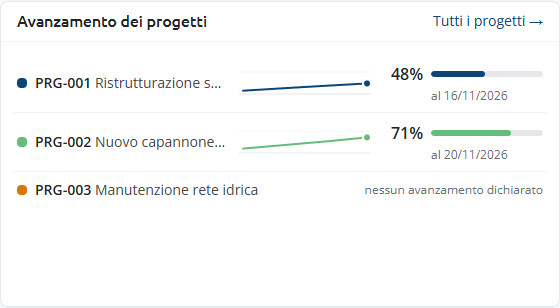 Avanzamento dei progetti
Tutti i progetti →
PRG-001 Ristrutturazione s...
48%
al 16/11/2026
PRG-002 Nuovo capannone...
71%
al 20/11/2026
PRG-003 Manutenzione rete idrica
nessun avanzamento dichiarato